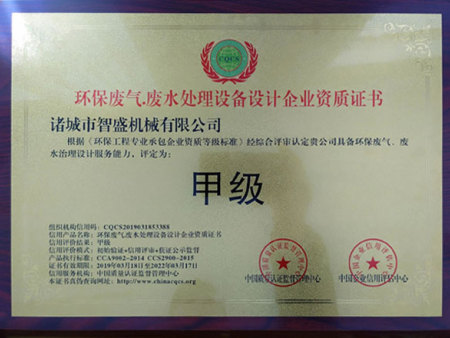 CQCS
环保废气、废水处理设备设计企业资质证书
诸城市智盛机械有限公司
根据《环保工程专业承包企业资质等级标准》经综合评审认定贵公司具备环保废气、废
水治理设计服务能力，评定为：
甲级
组织机构信用码：CQCS2019031853388
信用产品名称：环保废气、废水处理设备设计企业资质证书
信用评价结果：甲级
信用评价模式：初始验证+信用评审+获证公示监督
产品执行标准：CCA9002-2014 CCS2900-2015
证书有效期限：2019年03月18日至2022年03月17日
信用服务机构：中国质量认证监督管理中心
本证书真伪查询网址：http://www.chinacqcs.org
中国质量认证监督管理中心
中国企业信用评估中心